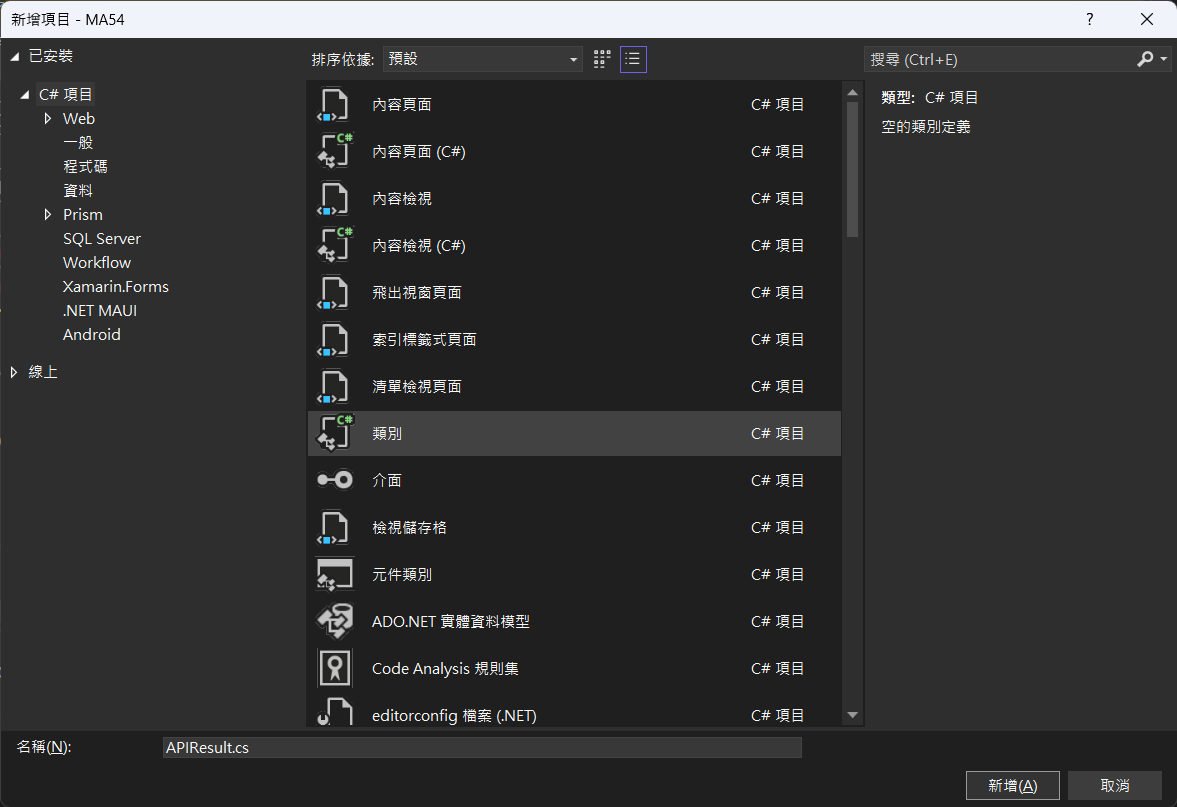 新增項目 - MA54
?
已安裝
C# 項目
Web
一般
程式碼
資料
Prism
SQL Server
Workflow
Xamarin.Forms
.NET MAUI
Android
線上
排序依據: 預設
內容頁面 C# 項目
內容頁面 (C#) C# 項目
內容檢視 C# 項目
內容檢視 (C#) C# 項目
飛出視窗頁面 C# 項目
索引標籤式頁面 C# 項目
清單檢視頁面 C# 項目
類別 C# 項目
介面 C# 項目
檢視儲存格 C# 項目
元件類別 C# 項目
ADO.NET 實體資料模型 C# 項目
Code Analysis 規則集 C# 項目
editorconfig 檔案 (.NET) C# 項目
搜尋 (Ctrl+E)
類型: C# 項目
空的類別定義
名稱(N): APIResult.cs
新增(A) 取消